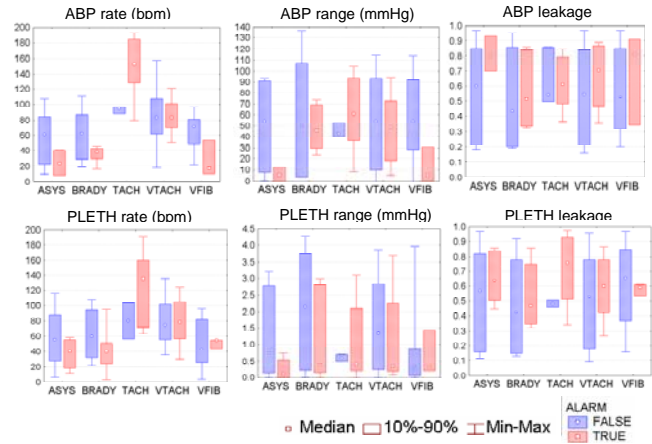 ABP rate (bpm) ABP range (mmHg) ABP leakage
200 120 1
180 110 0.9
160 100 0.8
140 90 0.7
120 80 0.6
100 70 0.5
80 60 0.4
60 50 0.3
40 40 0.2
20 30 0.1
0 20 0
10
0
ASYS BRADY TACH VTACH VFIB ASYS BRADY TACH VTACH VFIB ASYS BRADY TACH VTACH VFIB
PLETH rate (bpm) PLETH range (mmHg) PLETH leakage
200 4.5 1.0
180 4.0 0.9
160 3.5 0.8
140 3.0 0.7
120 2.5 0.6
100 2.0 0.5
80 1.5 0.4
60 1.0 0.3
40 0.5 0.2
20 0.0 0.1
0 0.0
ASYS BRADY TACH VTACH VFIB ASYS BRADY TACH VTACH VFIB ASYS BRADY TACH VTACH VFIB
Median 10%-90% Min-Max
ALARM
FALSE
TRUE